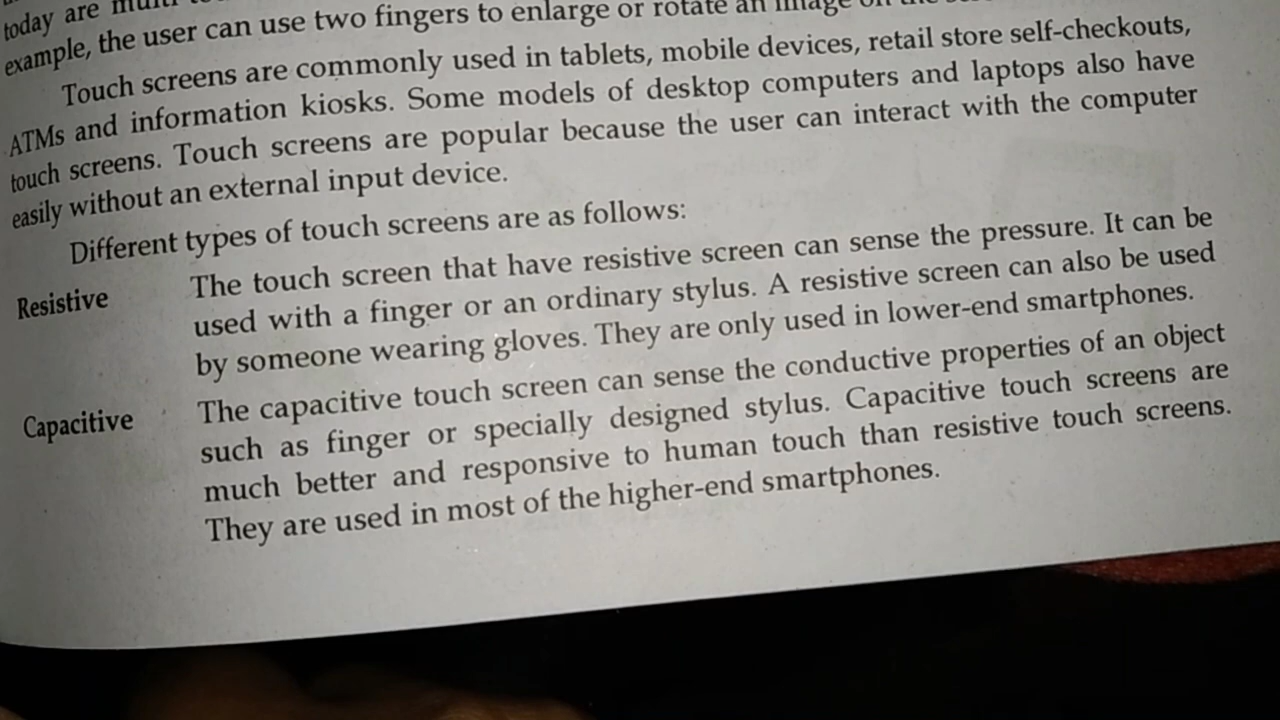 today are
example, the user can use two fingers to enlarge or rotate an image on the
Touch screens are commonly used in tablets, mobile devices, retail store self-checkouts,
ATMs and information kiosks. Some models of desktop computers and laptops also have
touch screens. Touch screens are popular because the user can interact with the computer
easily without an external input device.
Different types of touch screens are as follows:
Resistive The touch screen that have resistive screen can sense the pressure. It can be
used with a finger or an ordinary stylus. A resistive screen can also be used
by someone wearing gloves. They are only used in lower-end smartphones.
Capacitive The capacitive touch screen can sense the conductive properties of an object
such as finger or specially designed stylus. Capacitive touch screens are
much better and responsive to human touch than resistive touch screens.
They are used in most of the higher-end smartphones.